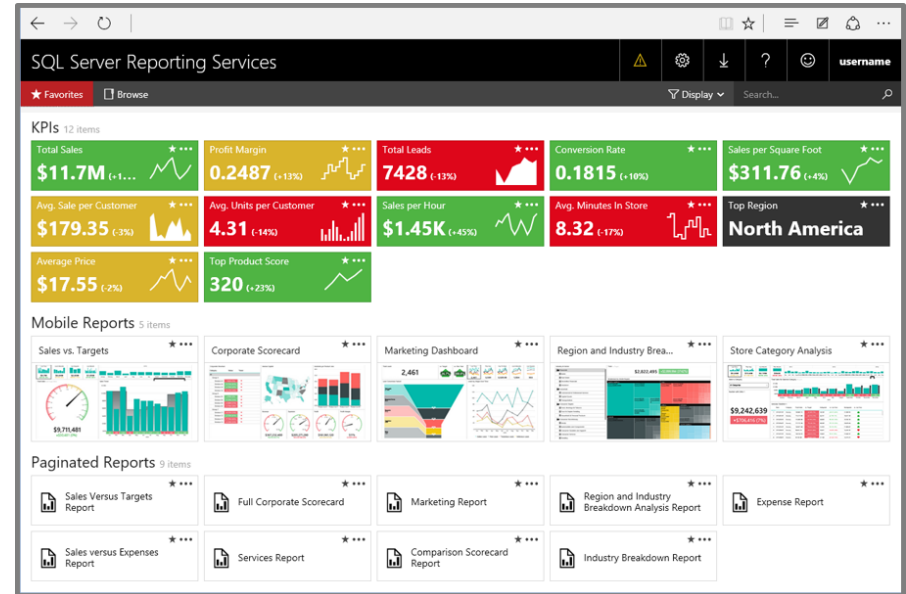 SQL Server Reporting Services
?
username
Favorites Browse Display Search...
KPIs 12 items
Total Sales
$11.7M (+1...
Profit Margin
0.2487 (+13%)
Total Leads
7428 (-13%)
Conversion Rate
0.1815 (+10%)
Sales per Square Foot
$311.76 (+4%)
Avg. Sale per Customer
$179.35 (-3%)
Avg. Units per Customer
4.31 (-14%)
Sales per Hour
$1.45K (+45%)
Avg. Minutes In Store
8.32 (-17%)
Top Region
North America
Average Price
$17.55 (-2%)
Top Product Score
320 (+23%)
Mobile Reports 5 items
Sales vs. Targets
$9,711,401
Corporate Scorecard
Marketing Dashboard
2,461
Region and Industry Brea...
$2,022,495
Store Category Analysis
$9,242,639
Paginated Reports 9 items
Sales Versus Targets
Report
Full Corporate Scorecard
Marketing Report
Region and Industry
Breakdown Analysis Report
Expense Report
Sales versus Expenses
Report
Services Report
Comparison Scorecard
Report
Industry Breakdown Report